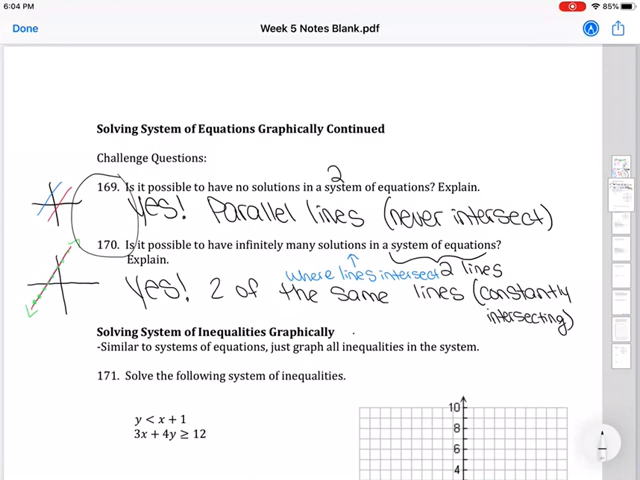 6:04 PM
85%
Done
Week 5 Notes Blank.pdf
Solving System of Equations Graphically Continued
Challenge Questions:
2
169. Is it possible to have no solutions in a system of equations? Explain.
Yes! Parallel lines (never intersect)
170. Is it possible to have infinitely many solutions in a system of equations?
Explain.
where lines intersect 2 lines
Yes! 2 of the same lines (constantly
intersecting)
Solving System of Inequalities Graphically
-Similar to systems of equations, just graph all inequalities in the system.
171. Solve the following system of inequalities.
y < x + 1
3x + 4y ≥ 12
10
8
6
4